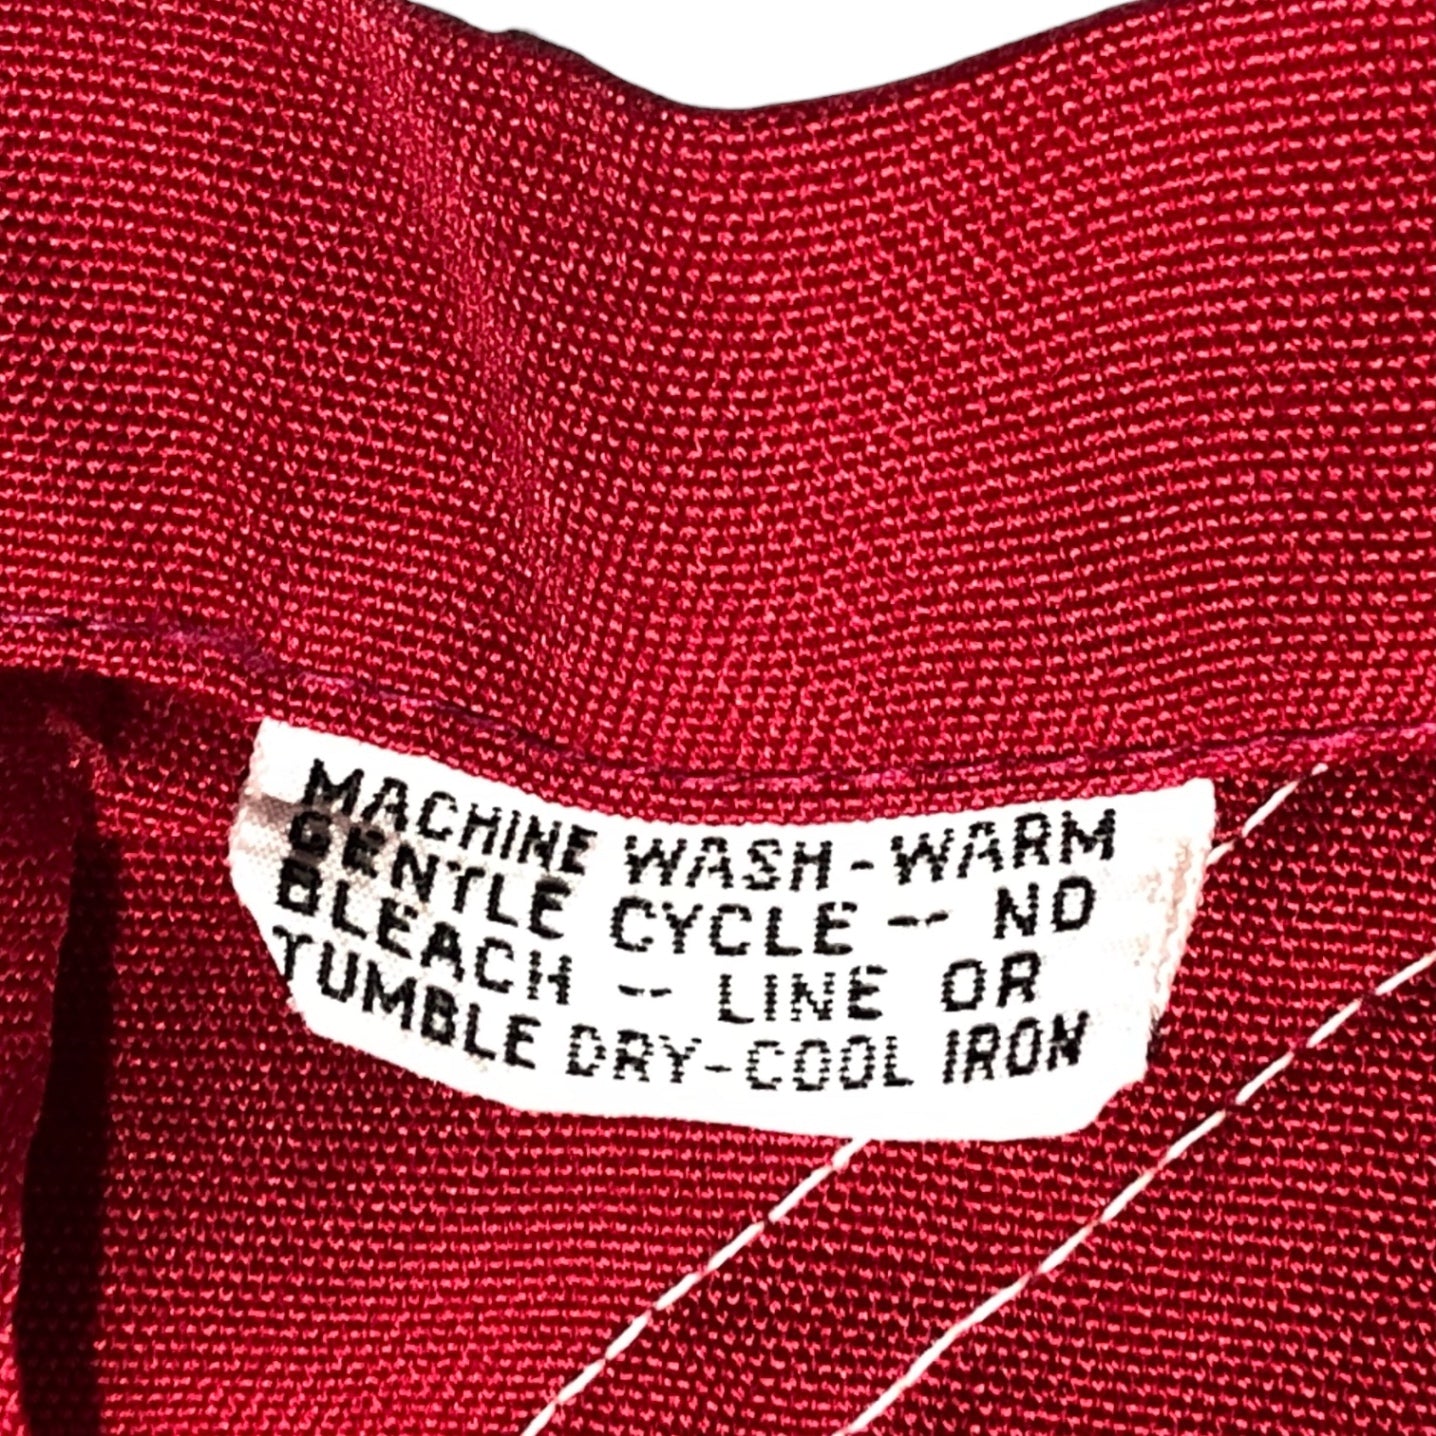 MACHINE WASH-WARM
GENTLE CYCLE -- NO
BLEACH -- LINE OR
TUMBLE DRY-COOL IRON